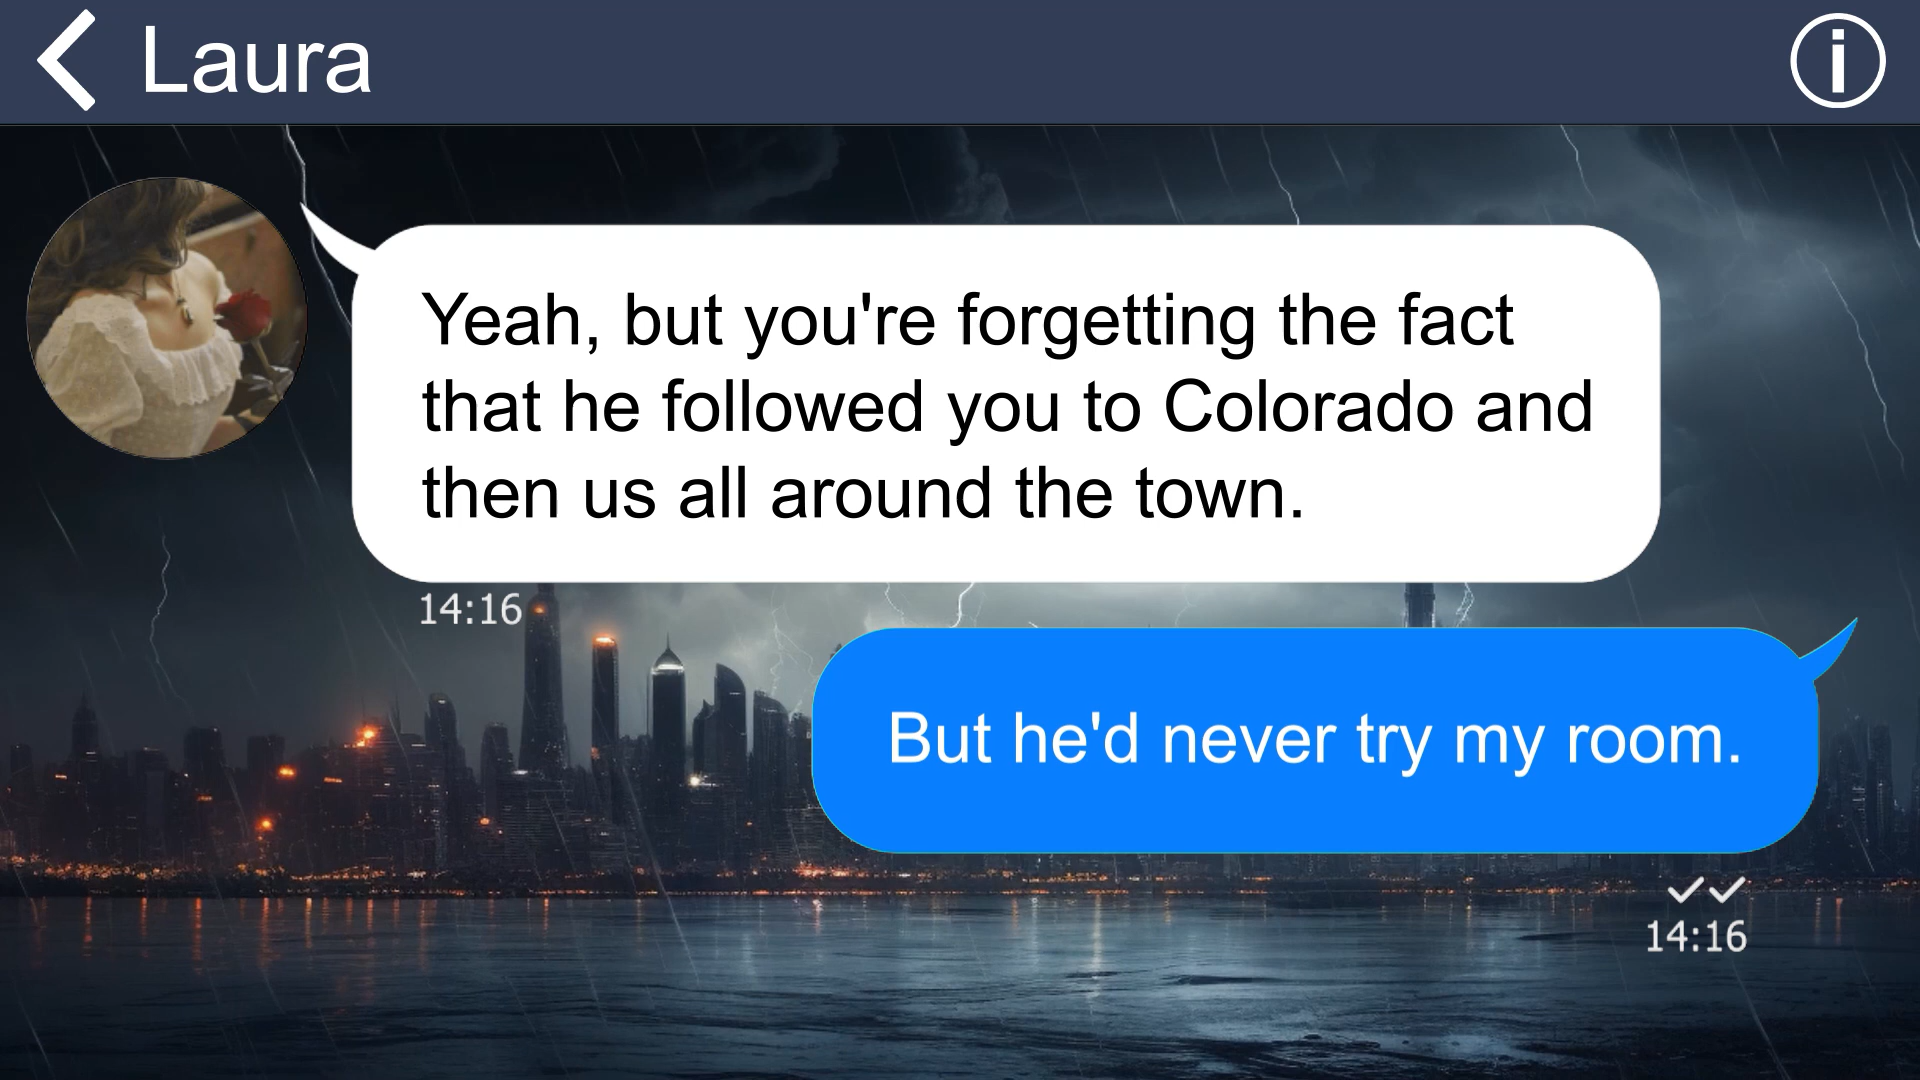 Laura
Yeah, but you're forgetting the fact
that he followed you to Colorado and
then us all around the town.
14:16
But he'd never try my room.
14:16